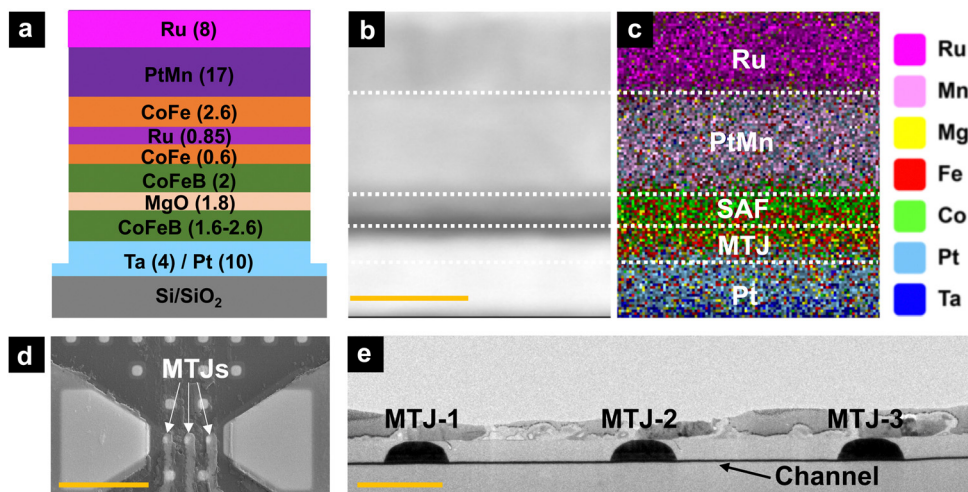 a
Ru (8)
PtMn (17)
CoFe (2.6)
Ru (0.85)
CoFe (0.6)
CoFeB (2)
MgO (1.8)
CoFeB (1.6-2.6)
Ta (4) / Pt (10)
Si/SiO₂
b
c
Ru
PtMn
SAF
MTJ
Pt
Ru
Mn
Mg
Fe
Co
Pt
Ta
d
MTJs
e
MTJ-1
MTJ-2
MTJ-3
Channel